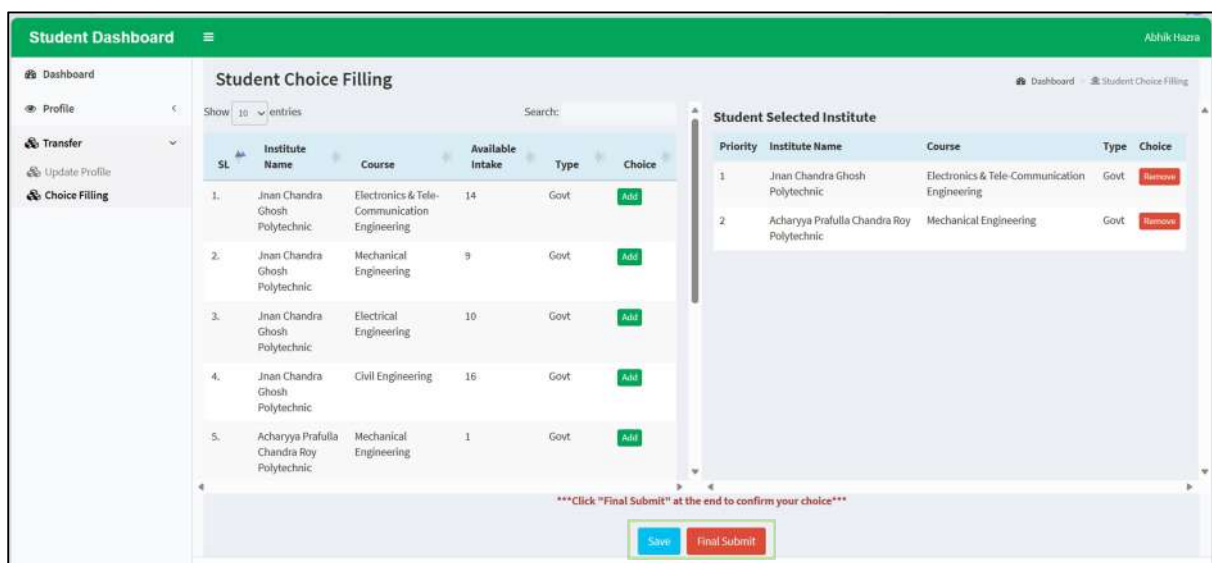 Student Dashboard
Abhik Hazra
Dashboard
Profile
Transfer
Update Profile
Choice Filling
Student Choice Filling
Dashboard Student Choice Filling
Show 10 entries
Search:
SL Institute Name Course Available Intake Type Choice
1. Jnan Chandra Ghosh Polytechnic Electronics & Tele-Communication Engineering 14 Govt Add
2. Jnan Chandra Ghosh Polytechnic Mechanical Engineering 9 Govt Add
3. Jnan Chandra Ghosh Polytechnic Electrical Engineering 10 Govt Add
4. Jnan Chandra Ghosh Polytechnic Civil Engineering 16 Govt Add
5. Acharyya Prafulla Chandra Roy Polytechnic Mechanical Engineering 1 Govt Add
Student Selected Institute
Priority Institute Name Course Type Choice
1 Jnan Chandra Ghosh Polytechnic Electronics & Tele-Communication Engineering Govt Remove
2 Acharyya Prafulla Chandra Roy Polytechnic Mechanical Engineering Govt Remove
***Click "Final Submit" at the end to confirm your choice***
Save Final Submit